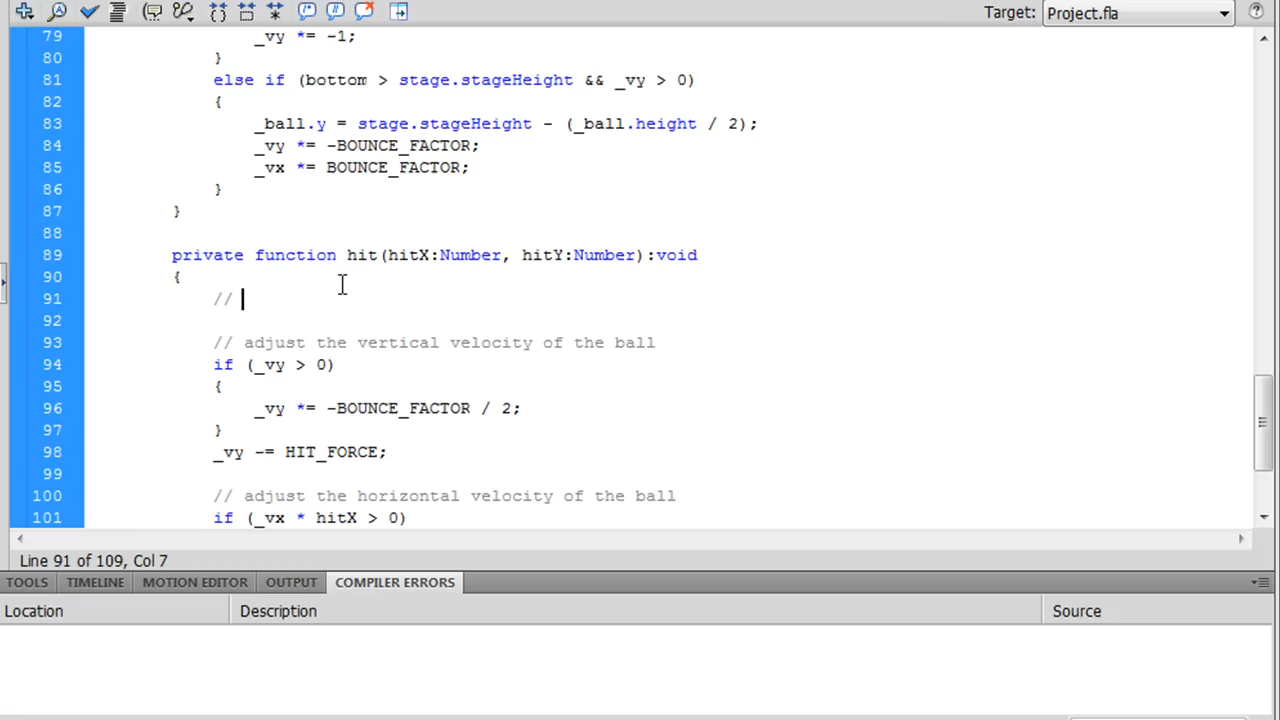 Target: Project.fla
79 _vy *= -1;
80 }
81 else if (bottom > stage.stageHeight && _vy > 0)
82 {
83 _ball.y = stage.stageHeight - (_ball.height / 2);
84 _vy *= -BOUNCE_FACTOR;
85 _vx *= BOUNCE_FACTOR;
86 }
87 }
88
89 private function hit(hitX:Number, hitY:Number):void
90 {
91 //
92
93 // adjust the vertical velocity of the ball
94 if (_vy > 0)
95 {
96 _vy *= -BOUNCE_FACTOR / 2;
97 }
98 _vy -= HIT_FORCE;
99
100 // adjust the horizontal velocity of the ball
101 if (_vx * hitX > 0)
Line 91 of 109, Col 7
TOOLS TIMELINE MOTION EDITOR OUTPUT COMPILER ERRORS
Location Description Source